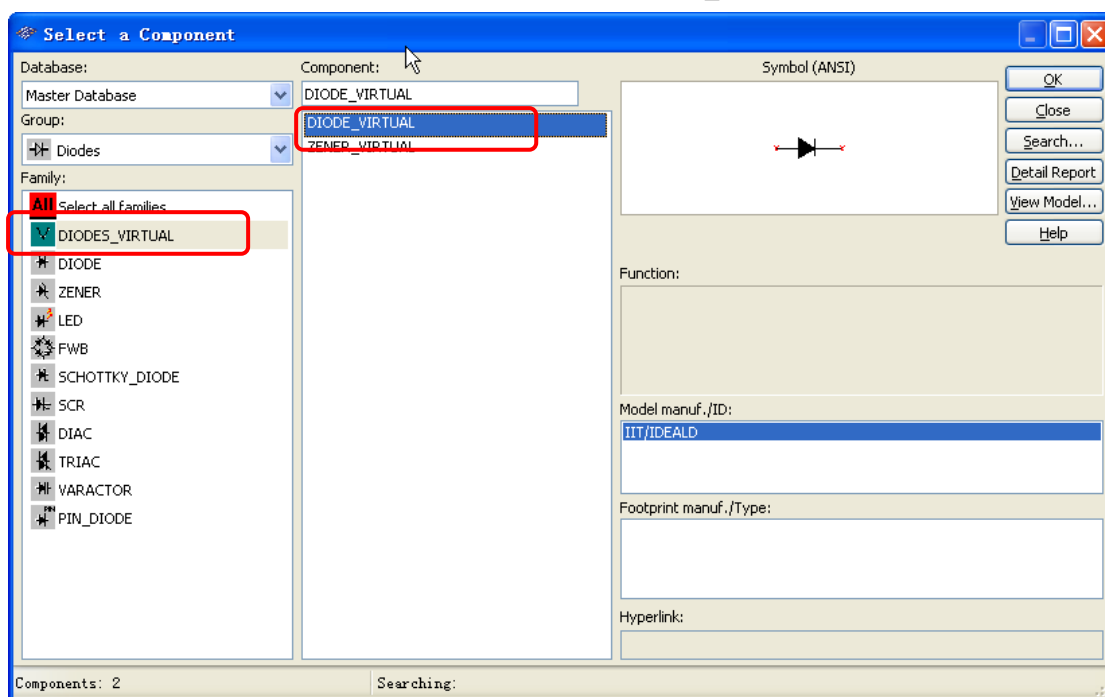 Select a Component
Database:
Master Database
Group:
Diodes
Family:
All Select all families
DIODES_VIRTUAL
DIODE
ZENER
LED
FWB
SCHOTTKY_DIODE
SCR
DIAC
TRIAC
VARACTOR
PIN PIN_DIODE
Component:
DIODE_VIRTUAL
DIODE_VIRTUAL
ZENER_VIRTUAL
Symbol (ANSI)
OK
Close
Search...
Detail Report
View Model...
Help
Function:
Model manuf./ID:
IIT/IDEALD
Footprint manuf./Type:
Hyperlink:
Components: 2
Searching: